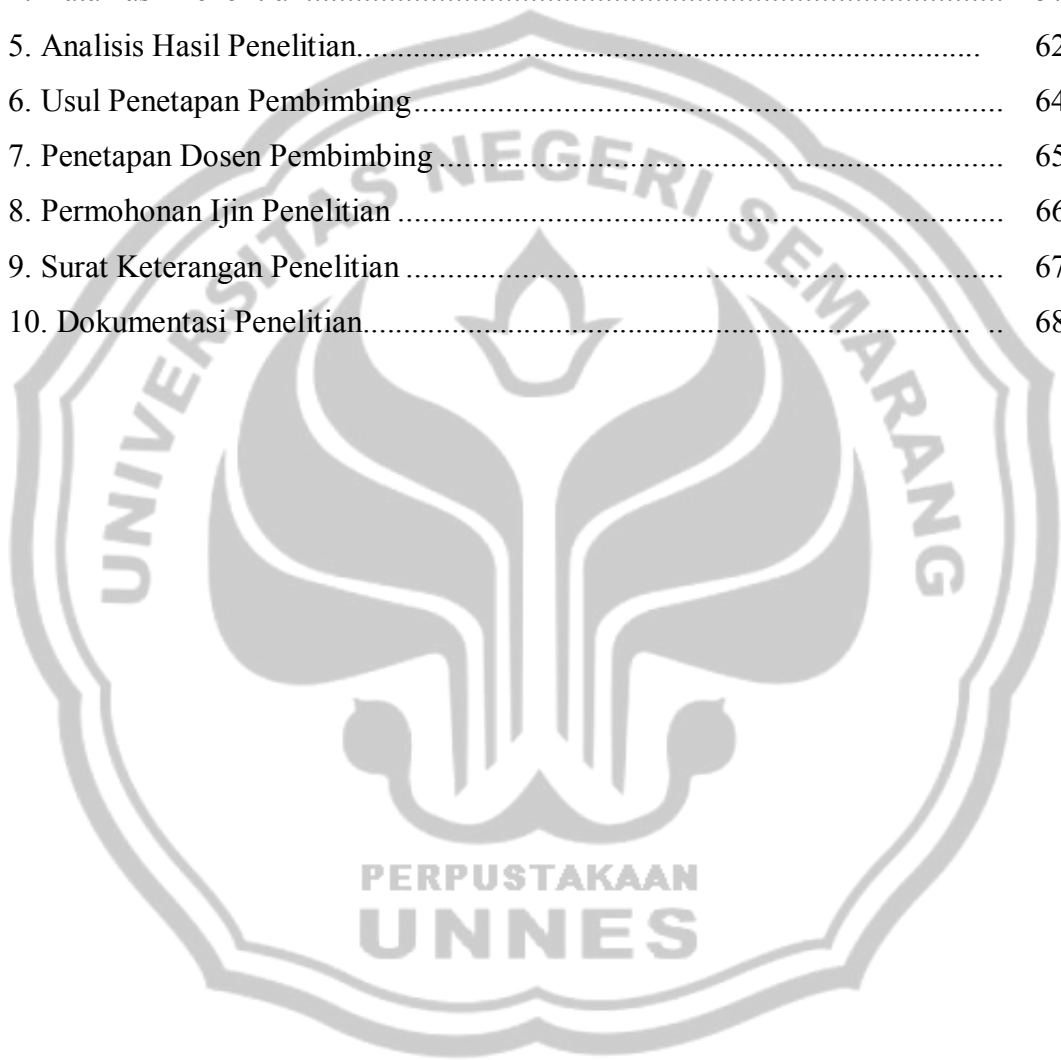 5. Analisis Hasil Penelitian.................................................................................... 62
6. Usul Penetapan Pembimbing............................................................................... 64
7. Penetapan Dosen Pembimbing ............................................................................ 65
8. Permohonan Ijin Penelitian ................................................................................. 66
9. Surat Keterangan Penelitian ................................................................................ 67
10. Dokumentasi Penelitian.................................................................................. .. 68
UNIVERSITAS NEGERI SEMARANG
PERPUSTAKAAN
UNNES